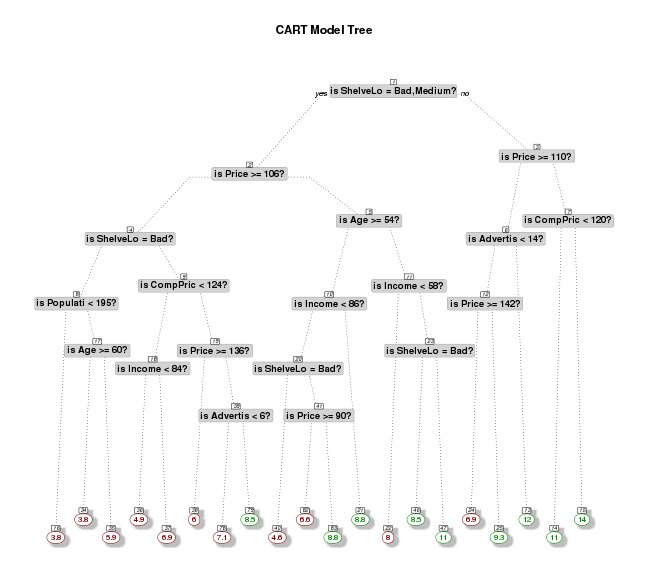 CART Model Tree
1
yes is ShelveLo = Bad,Medium? no
3
is Price >= 110?
2
is Price >= 106?
5
is Age >= 54?
7
is CompPric < 120?
4
is ShelveLo = Bad?
6
is Advertis < 14?
9
is CompPric < 124?
11
is Income < 58?
8
is Populati < 195?
10
is Income < 86?
12
is Price >= 142?
17
is Age >= 60?
19
is Price >= 136?
23
is ShelveLo = Bad?
18
is Income < 84?
20
is ShelveLo = Bad?
39
is Advertis < 6?
41
is Price >= 90?
34 36 38 79 82 21 46 24 13 15
3.8 4.9 6 8.5 6.6 8.8 8.5 6.9 12 14
16 35 37 78 40 83 22 47 25 14
3.8 5.9 6.9 7.1 4.6 8.8 8 11 9.3 11